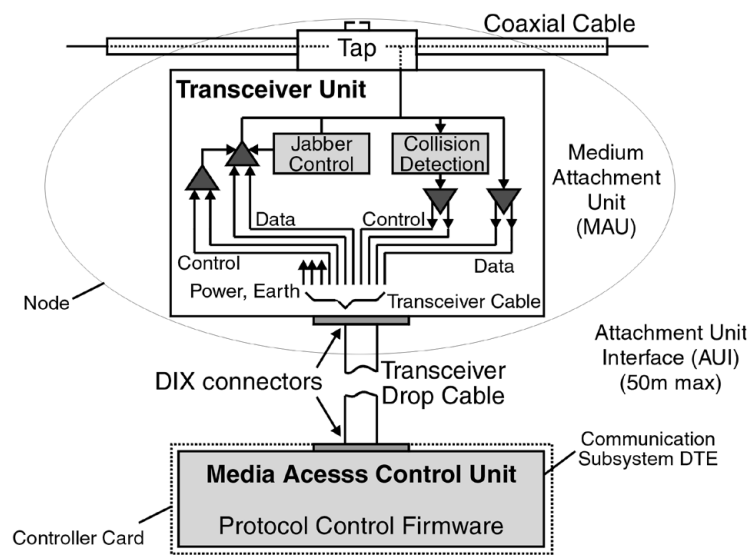 Coaxial Cable
Tap
Transceiver Unit
Jabber
Control
Collision
Detection
Medium
Attachment
Unit
(MAU)
Data
Control
Control
Data
Power, Earth
Transceiver Cable
Node
Attachment Unit
Interface (AUI)
(50m max)
DIX connectors
Transceiver
Drop Cable
Communication
Subsystem DTE
Media Acesss Control Unit
Protocol Control Firmware
Controller Card